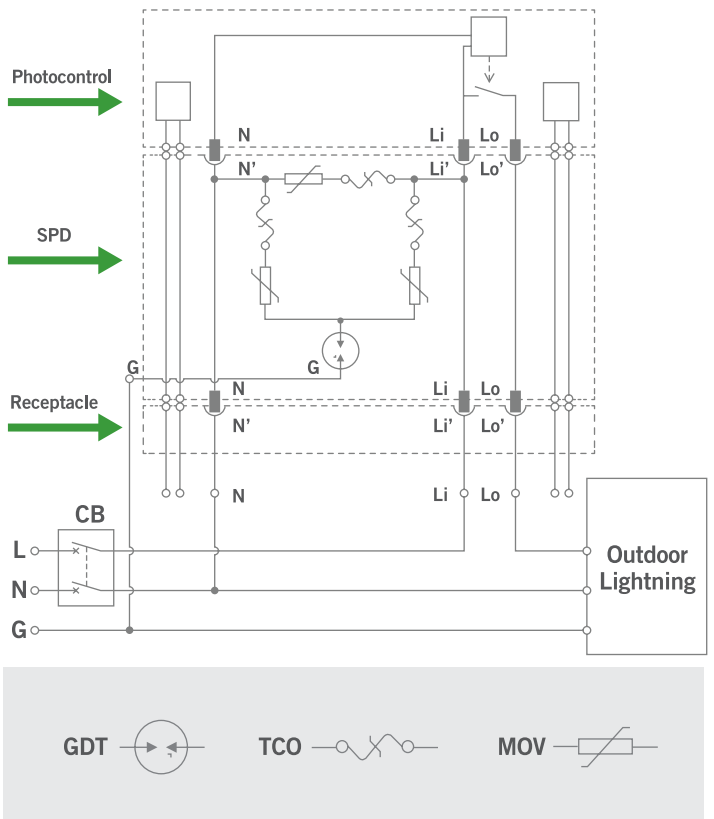 Photocontrol
N
Li
Lo
N'
Li'
Lo'
SPD
G
G
Receptacle
N
Li
Lo
N'
Li'
Lo'
N
Li
Lo
CB
L
N
G
Outdoor
Lightning
GDT
TCO
MOV